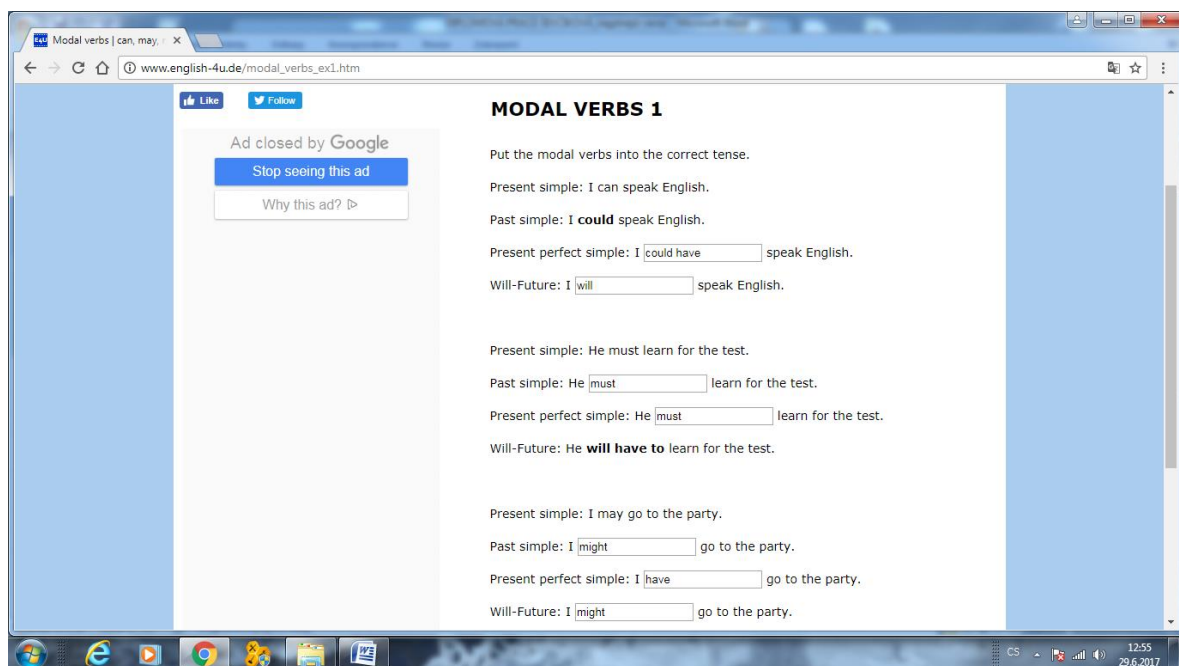 Modal verbs | can, may,
www.english-4u.de/modal_verbs_ex1.htm
Like
Follow
Ad closed by Google
Stop seeing this ad
Why this ad?
MODAL VERBS 1
Put the modal verbs into the correct tense.
Present simple: I can speak English.
Past simple: I could speak English.
Present perfect simple: I could have speak English.
Will-Future: I will speak English.
Present simple: He must learn for the test.
Past simple: He must learn for the test.
Present perfect simple: He must learn for the test.
Will-Future: He will have to learn for the test.
Present simple: I may go to the party.
Past simple: I might go to the party.
Present perfect simple: I have go to the party.
Will-Future: I might go to the party.
CS
12:55
29.6.2017